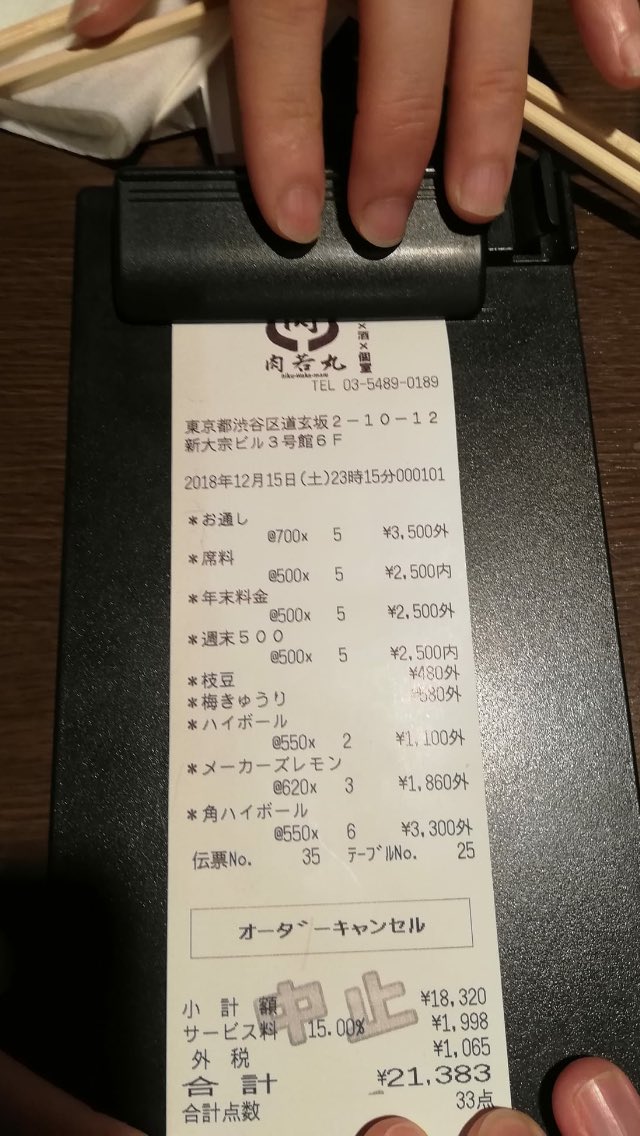 肉若丸
niku-waka-maru
×酒×個室
TEL 03-5489-0189
東京都渋谷区道玄坂2-10-12
新大宗ビル3号館6F
2018年12月15日(土)23時15分000101
*お通し
@700x 5 ¥3,500外
*席料
@500x 5 ¥2,500内
*年末料金
@500x 5 ¥2,500外
*週末500
@500x 5 ¥2,500内
*枝豆 ¥480外
*梅きゅうり ¥580外
*ハイボール
@550x 2 ¥1,100外
*メーカーズレモン
@620x 3 ¥1,860外
*角ハイボール
@550x 6 ¥3,300外
伝票No. 35 テーブルNo. 25
オーダーキャンセル
中止
小計額 ¥18,320
サービス料 15.00% ¥1,998
外税 ¥1,065
合計 ¥21,383
合計点数 33点